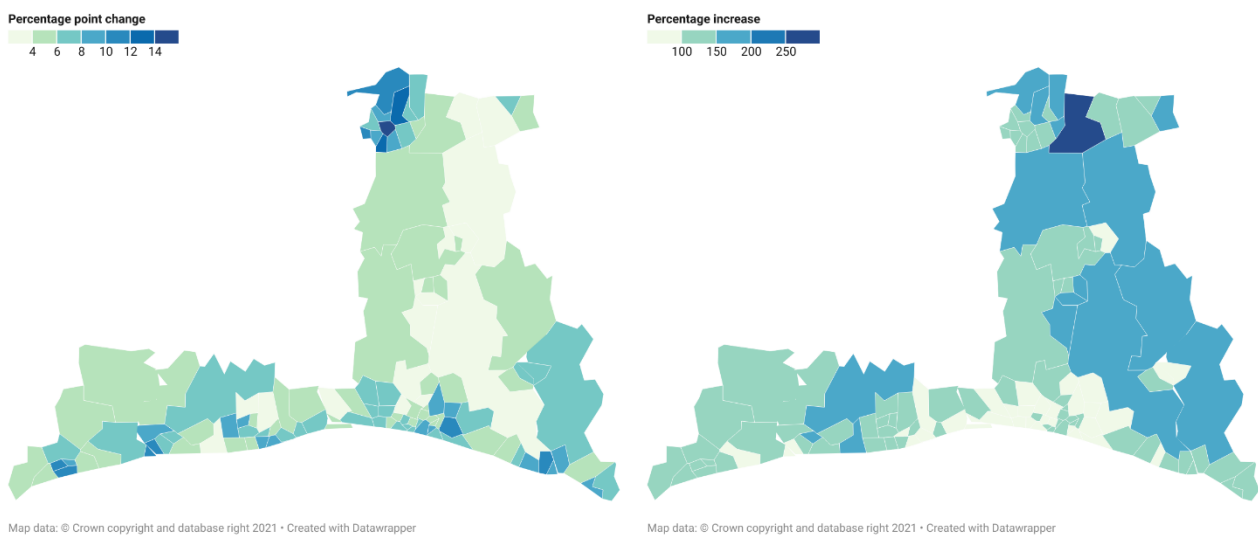 Percentage point change
4 6 8 10 12 14
Map data: © Crown copyright and database right 2021 • Created with Datawrapper
Percentage increase
100 150 200 250
Map data: © Crown copyright and database right 2021 • Created with Datawrapper